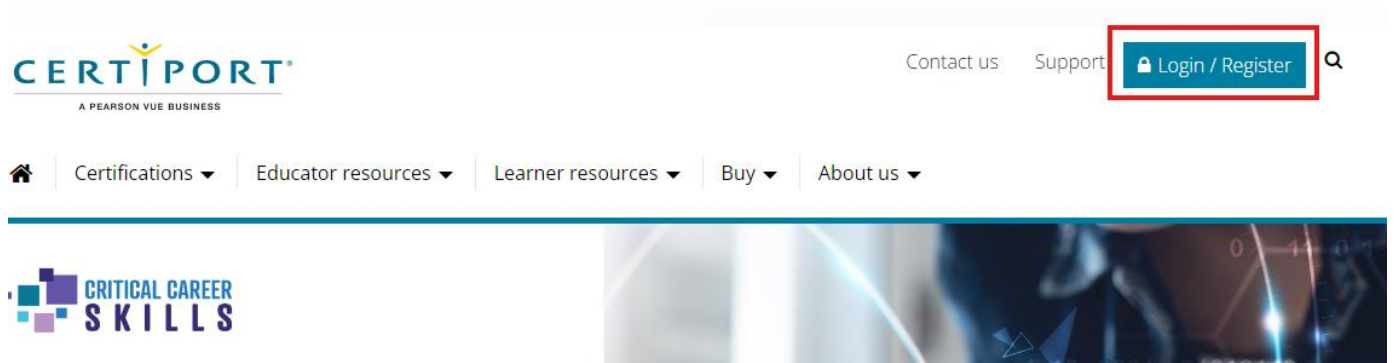 CERTIPORT®
A PEARSON VUE BUSINESS
Contact us Support Login / Register
Certifications Educator resources Learner resources Buy About us
CRITICAL CAREER
SKILLS